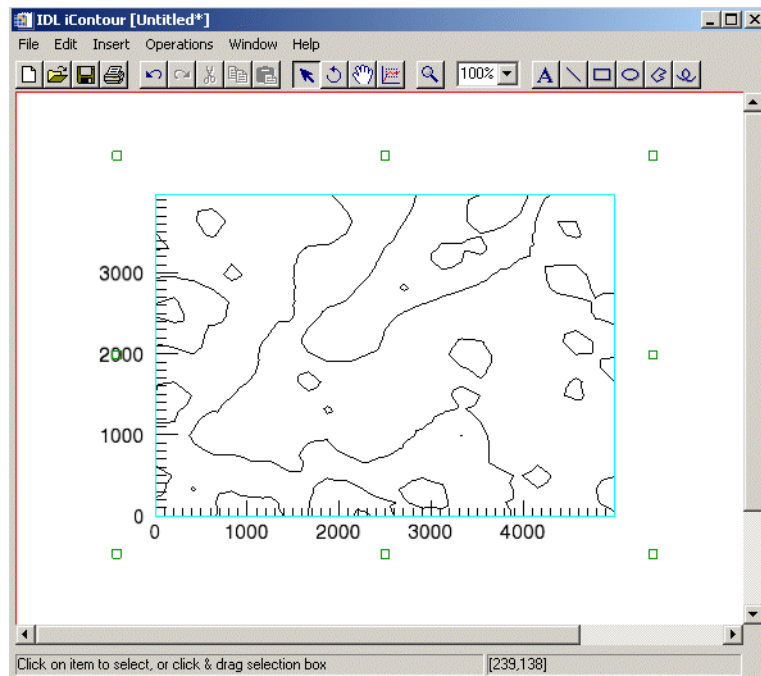 IDL iContour [Untitled*]
File Edit Insert Operations Window Help
100% A
3000
2000
1000
0
0 1000 2000 3000 4000
Click on item to select, or click & drag selection box [239,138]